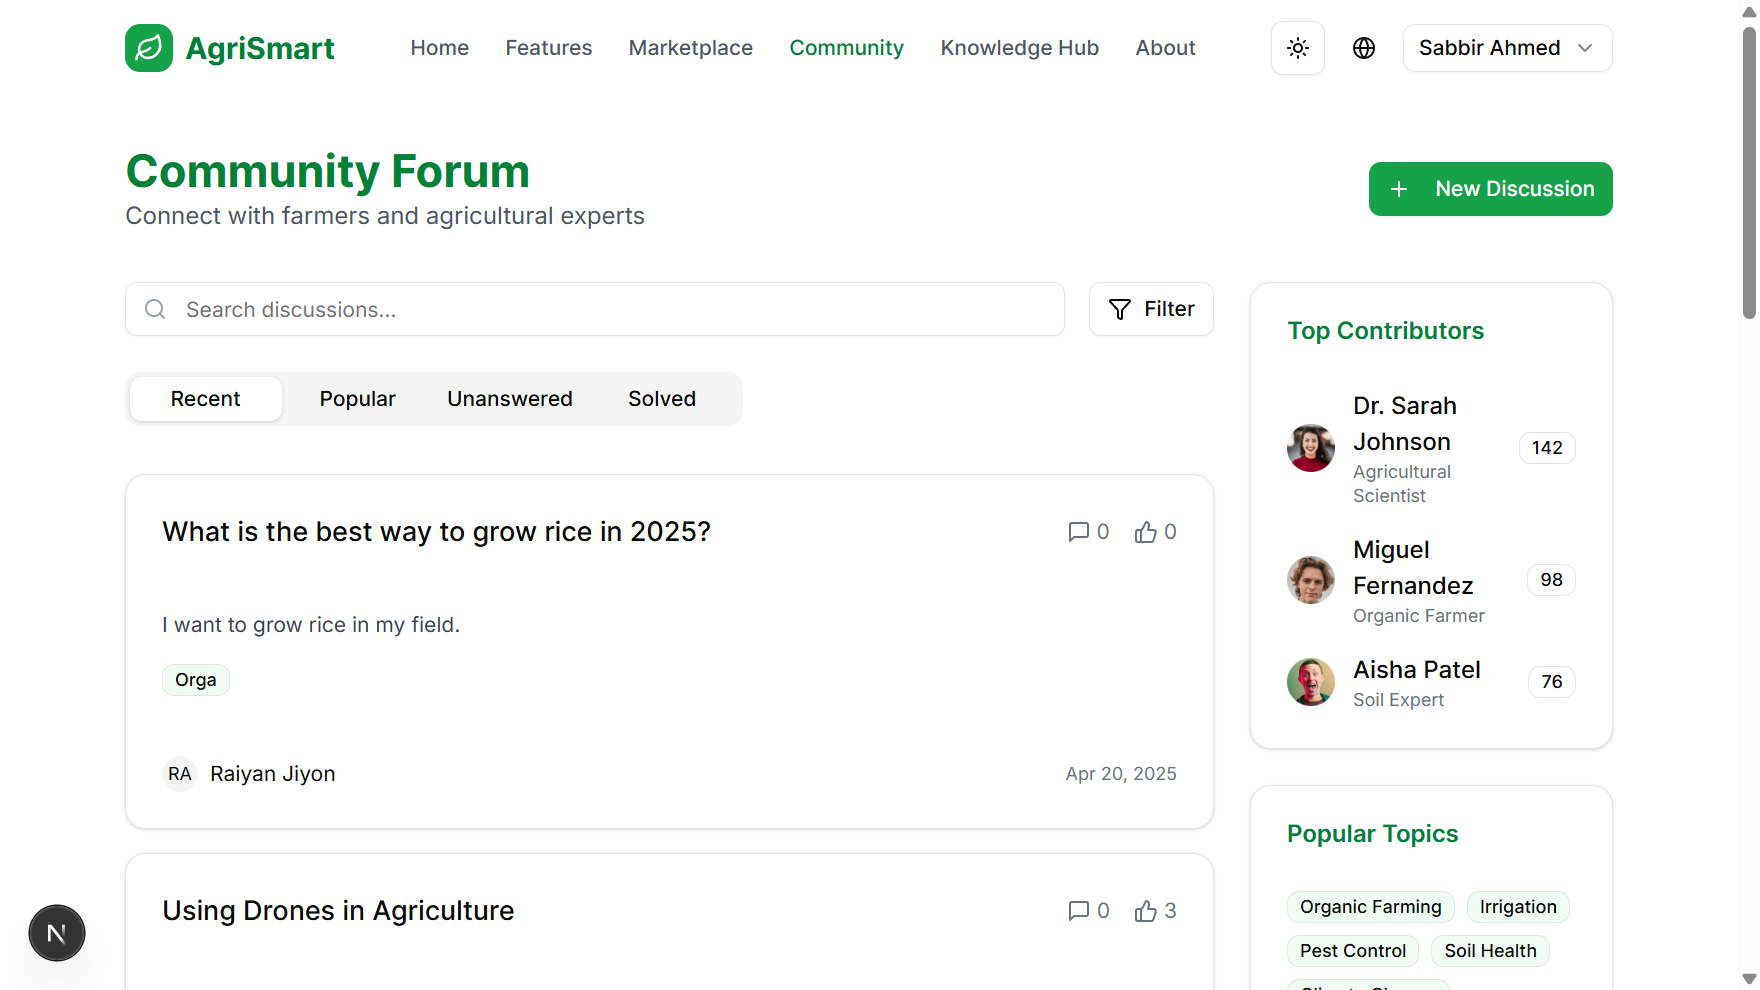 AgriSmart
Home Features Marketplace Community Knowledge Hub About
Sabbir Ahmed
Community Forum
Connect with farmers and agricultural experts
New Discussion
Search discussions...
Filter
Recent Popular Unanswered Solved
What is the best way to grow rice in 2025?
0 0
I want to grow rice in my field.
Orga
RA Raiyan Jiyon
Apr 20, 2025
Using Drones in Agriculture
0 3
Top Contributors
Dr. Sarah
Johnson
Agricultural
Scientist
142
Miguel
Fernandez
Organic Farmer
98
Aisha Patel
Soil Expert
76
Popular Topics
Organic Farming Irrigation
Pest Control Soil Health
N